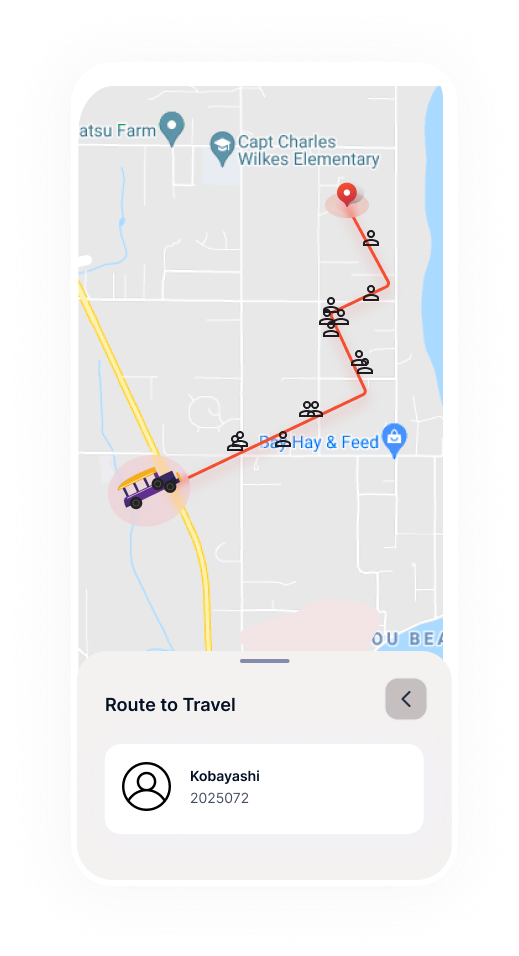 atsu Farm
Capt Charles
Wilkes Elementary
Bay Hay & Feed
OU BEA
Route to Travel
Kobayashi
2025072